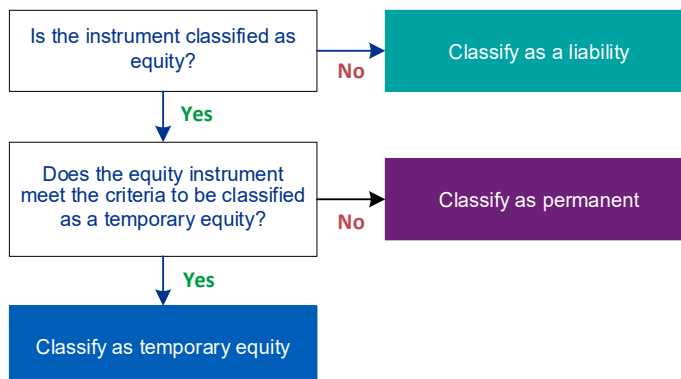 Is the instrument classified as
equity?
No
Classify as a liability
Yes
Does the equity instrument
meet the criteria to be classified
as a temporary equity?
No
Classify as permanent
Yes
Classify as temporary equity